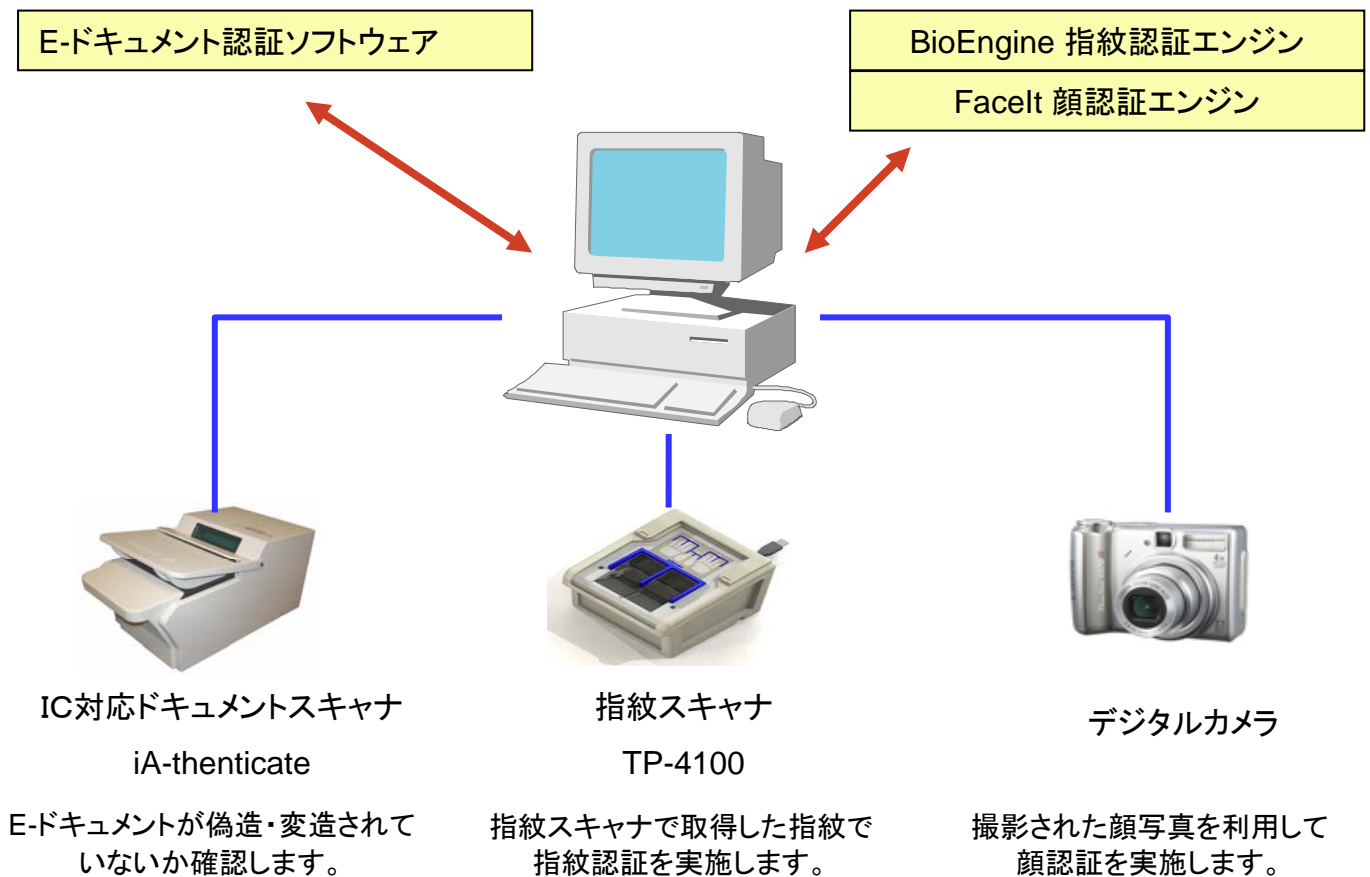 E-ドキュメント認証ソフトウェア
BioEngine 指紋認証エンジン
FaceIt 顔認証エンジン
IC対応ドキュメントスキャナ
iA-thenticate
E-ドキュメントが偽造・変造されて
いないか確認します。
指紋スキャナ
TP-4100
指紋スキャナで取得した指紋で
指紋認証を実施します。
デジタルカメラ
撮影された顔写真を利用して
顔認証を実施します。